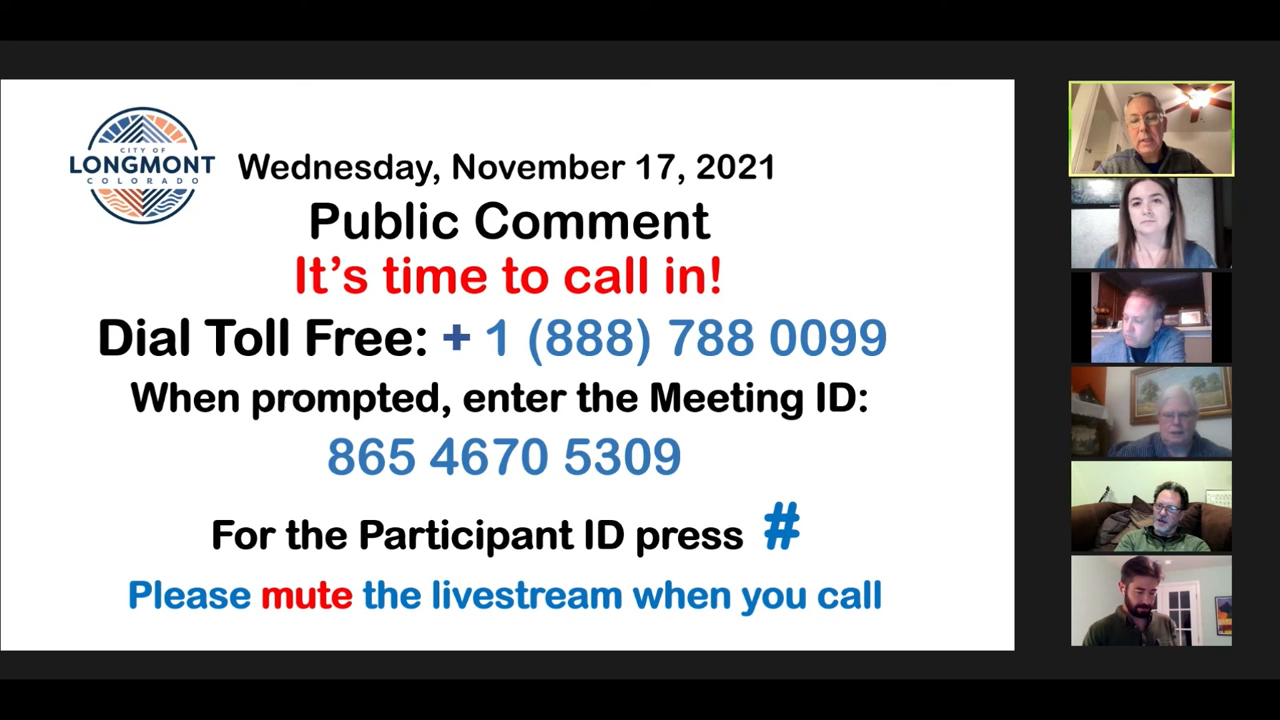 CITY OF
LONGMONT
COLORADO
Wednesday, November 17, 2021
Public Comment
It's time to call in!
Dial Toll Free: + 1 (888) 788 0099
When prompted, enter the Meeting ID:
865 4670 5309
For the Participant ID press #
Please mute the livestream when you call